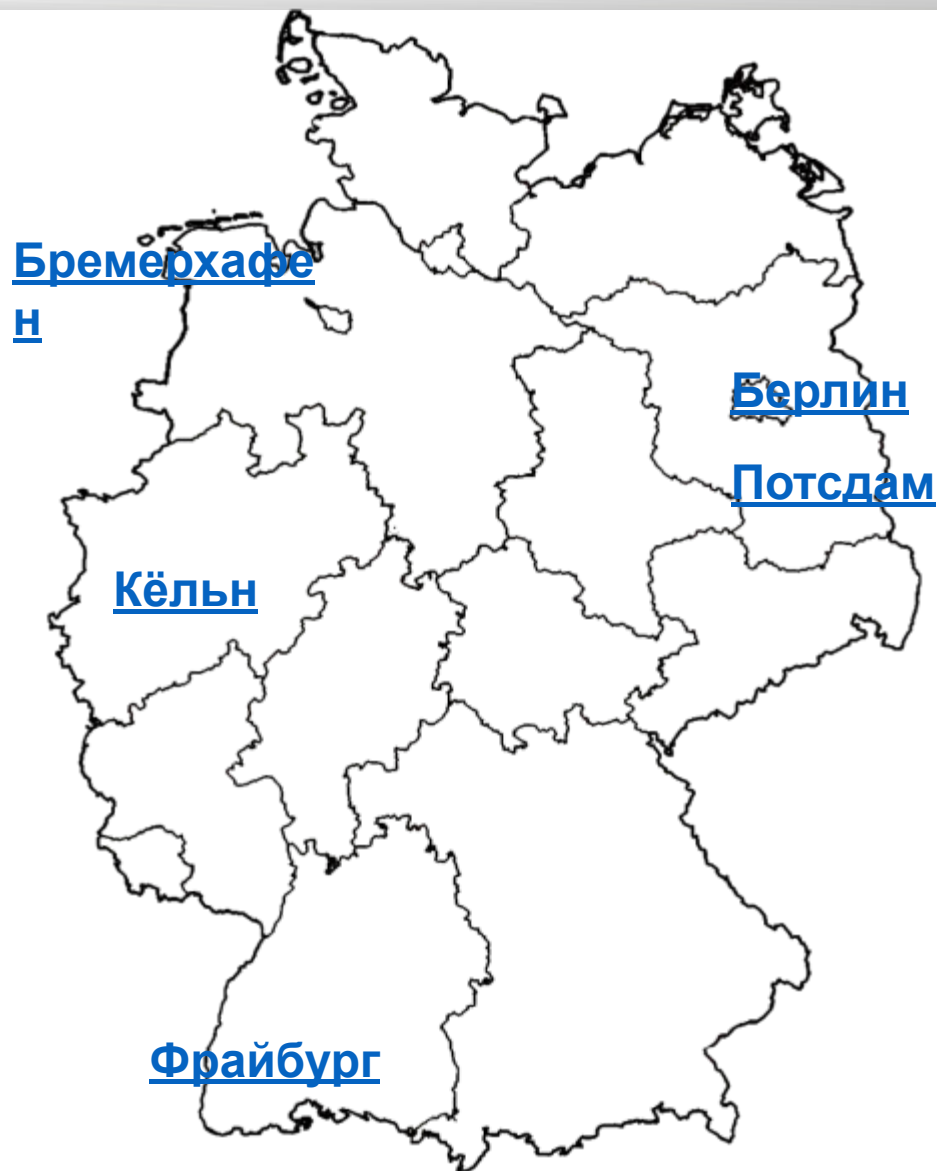 Бремерхафе
н
Берлин
Потсдам
Кёльн
Фрайбург